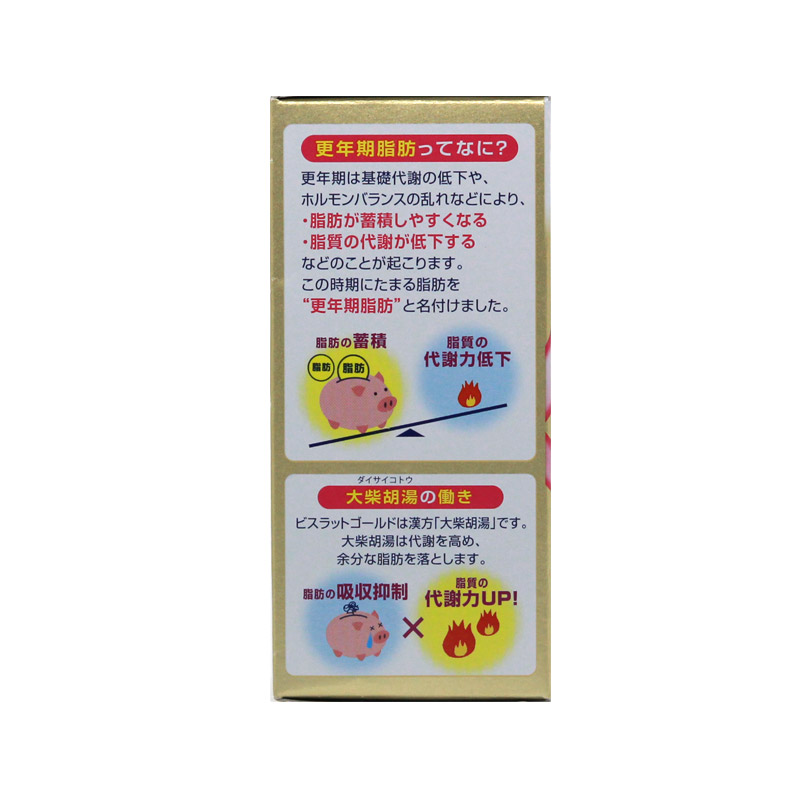 更年期脂肪ってなに?
更年期は基礎代謝の低下や、
ホルモンバランスの乱れなどにより、
・脂肪が蓄積しやすくなる
・脂質の代謝が低下する
などのことが起こります。
この時期にたまる脂肪を
“更年期脂肪”と名付けました。
脂肪の蓄積
脂肪 脂肪
脂質の
代謝力低下
ダイサイコトウ
大柴胡湯の働き
ビスラットゴールドは漢方「大柴胡湯」です。
大柴胡湯は代謝を高め、
余分な脂肪を落とします。
脂肪の吸収抑制
×
脂質の
代謝力UP!